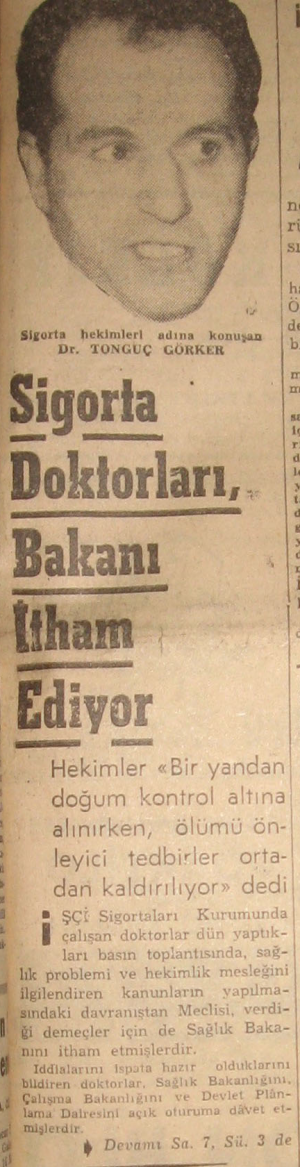 Sigorta hekimleri adına konuşan
Dr. TONGUÇ GÖRKER
Sigorta
Doktorları,
Bakanı
İtham
Ediyor
Hekimler «Bir yandan
doğum kontrol altına
alınırken, ölümü ön-
leyici tedbirler orta-
dan kaldırılıyor» dedi
İŞÇİ Sigortaları Kurumunda
çalışan doktorlar dün yaptık-
ları basın toplantısında, sağ-
lık problemi ve hekimlik mesleğini
ilgilendiren kanunların yapılma-
sındaki davranıştan Meclisi, verdi-
ği demeçler için de Sağlık Baka-
nını itham etmişlerdir.
İddialarını ispata hazır olduklarını
bildiren doktorlar, Sağlık Bakanlığını,
Çalışma Bakanlığını ve Devlet Plân-
lama Dairesini açık oturuma dâvet et-
mişlerdir.
Devamı Sa. 7, Sü. 3 de